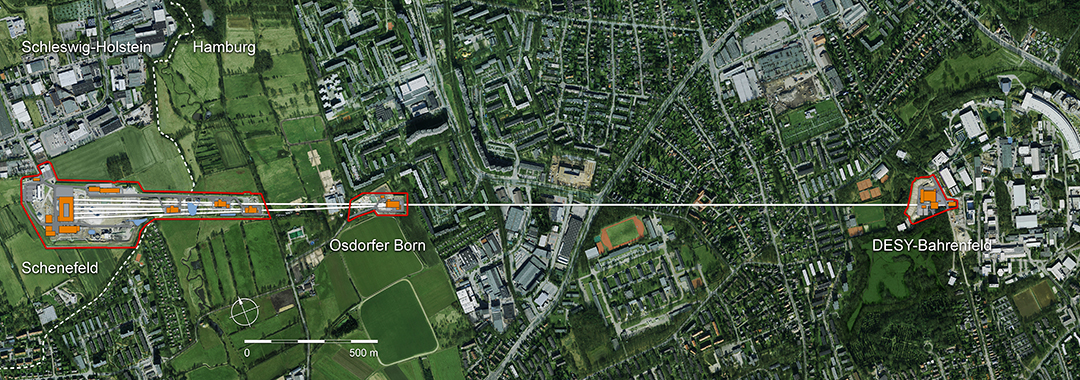 Schleswig-Holstein
Hamburg
Osdorfer Born
DESY-Bahrenfeld
Schenefeld
0
500 m